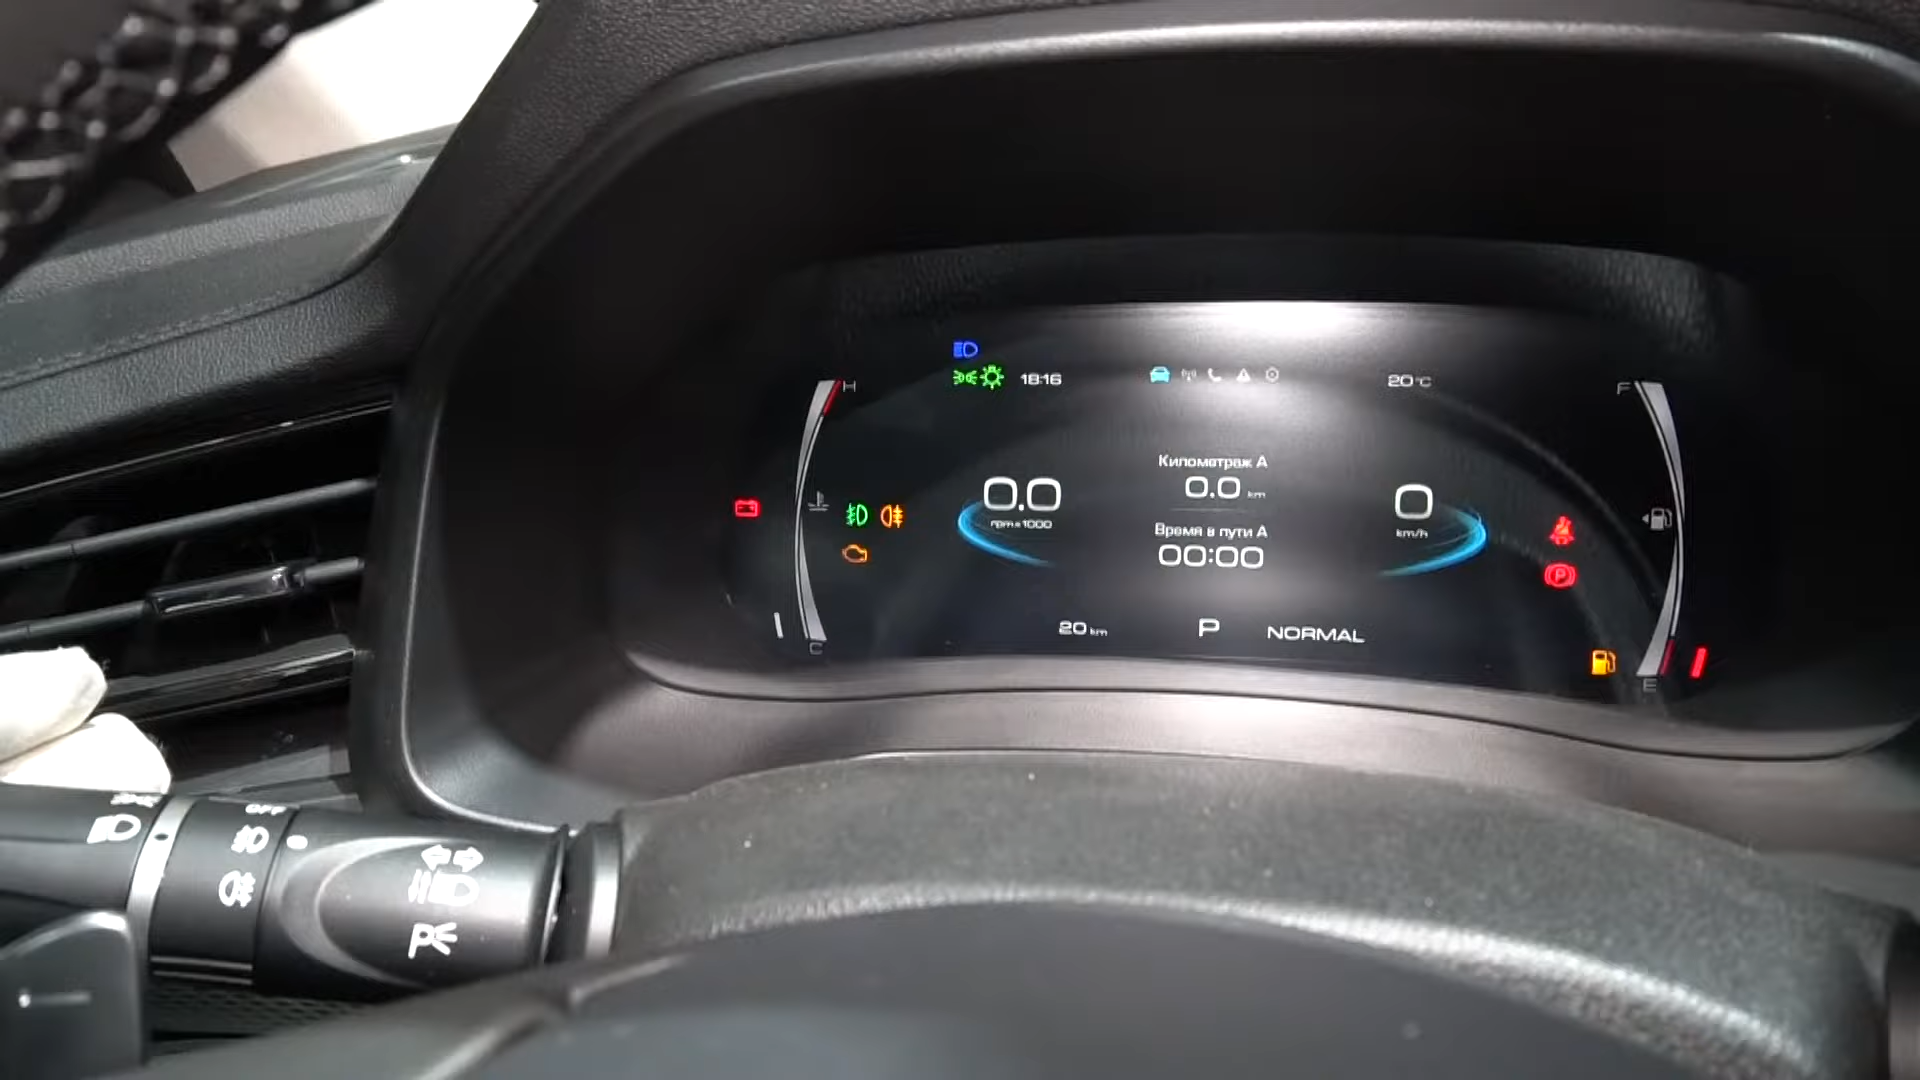 18:16
20°C
H
F
Километраж A
0.0 km
0.0
rpm x 1000
0
km/h
Время в пути A
00:00
20 km
P
NORMAL
C
E
OFF